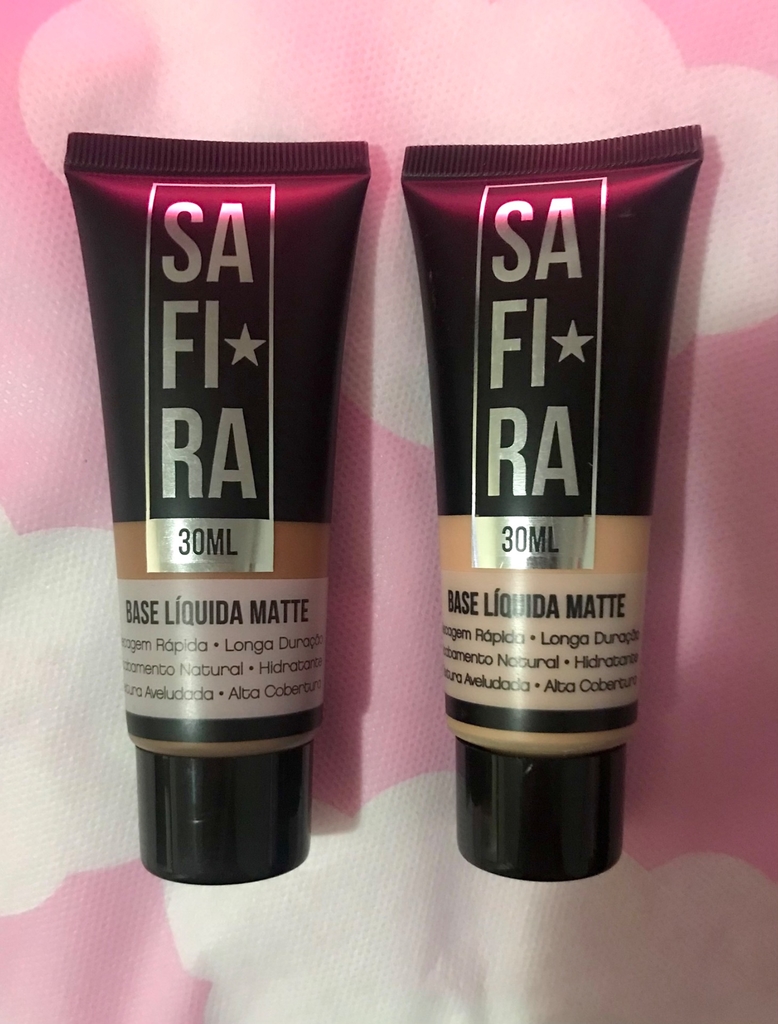 SA
FI★
RA
30ML
BASE LÍQUIDA MATTE
Rápida • Longa Duração
Natural • Hidratante
Aveludada • Alta Cobertura
SA
FI★
RA
30ML
BASE LÍQUIDA MATTE
Rápida • Longa Duração
Natural • Hidratante
Aveludada • Alta Cobertura